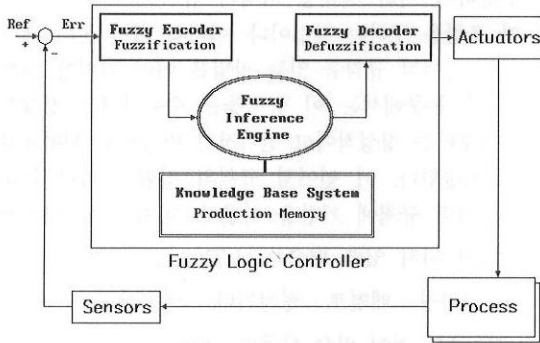 Ref
Err
+
-
Fuzzy Encoder
Fuzzification
Fuzzy Decoder
Defuzzification
Actuators
Fuzzy
Inference
Engine
Knowledge Base System
Production Memory
Fuzzy Logic Controller
Sensors
Process